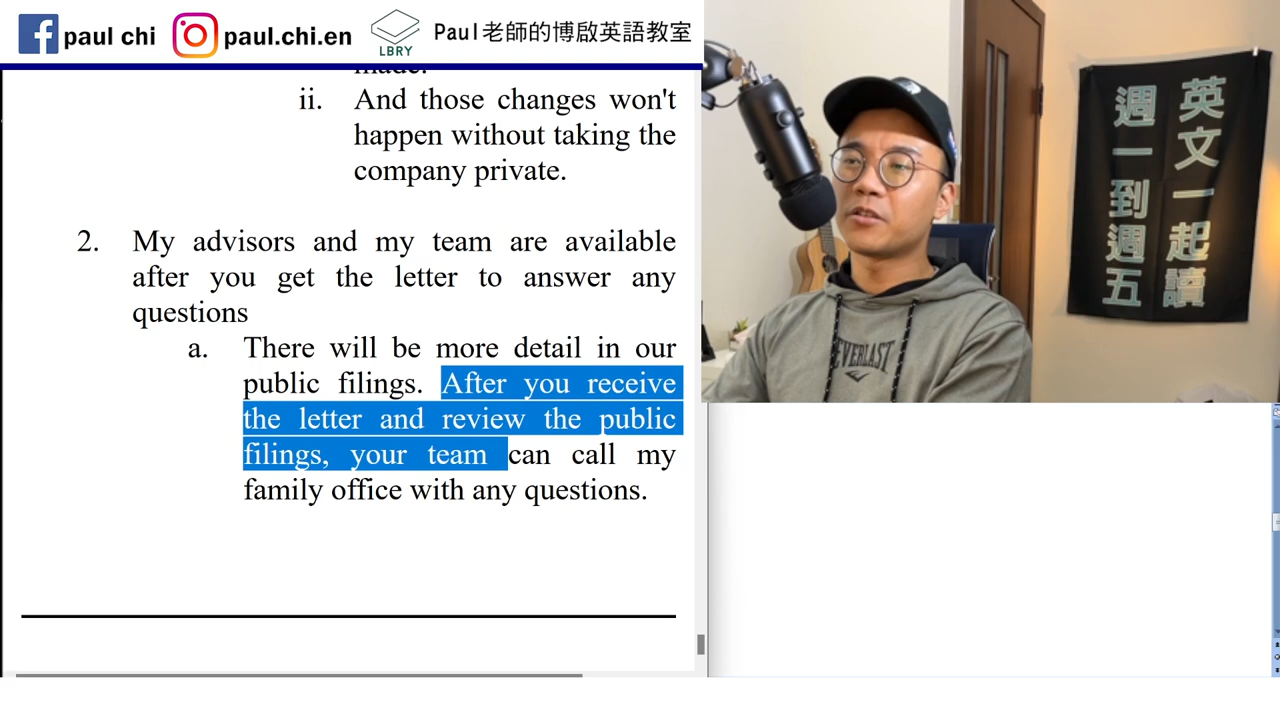 paul chi
paul.chi.en
LBRY
Paul老師的博啟英語教室
made.
ii. And those changes won't
happen without taking the
company private.
2. My advisors and my team are available
after you get the letter to answer any
questions
a. There will be more detail in our
public filings. After you receive
the letter and review the public
filings, your team can call my
family office with any questions.
英文一起讀
週一到週五
EVERLAST